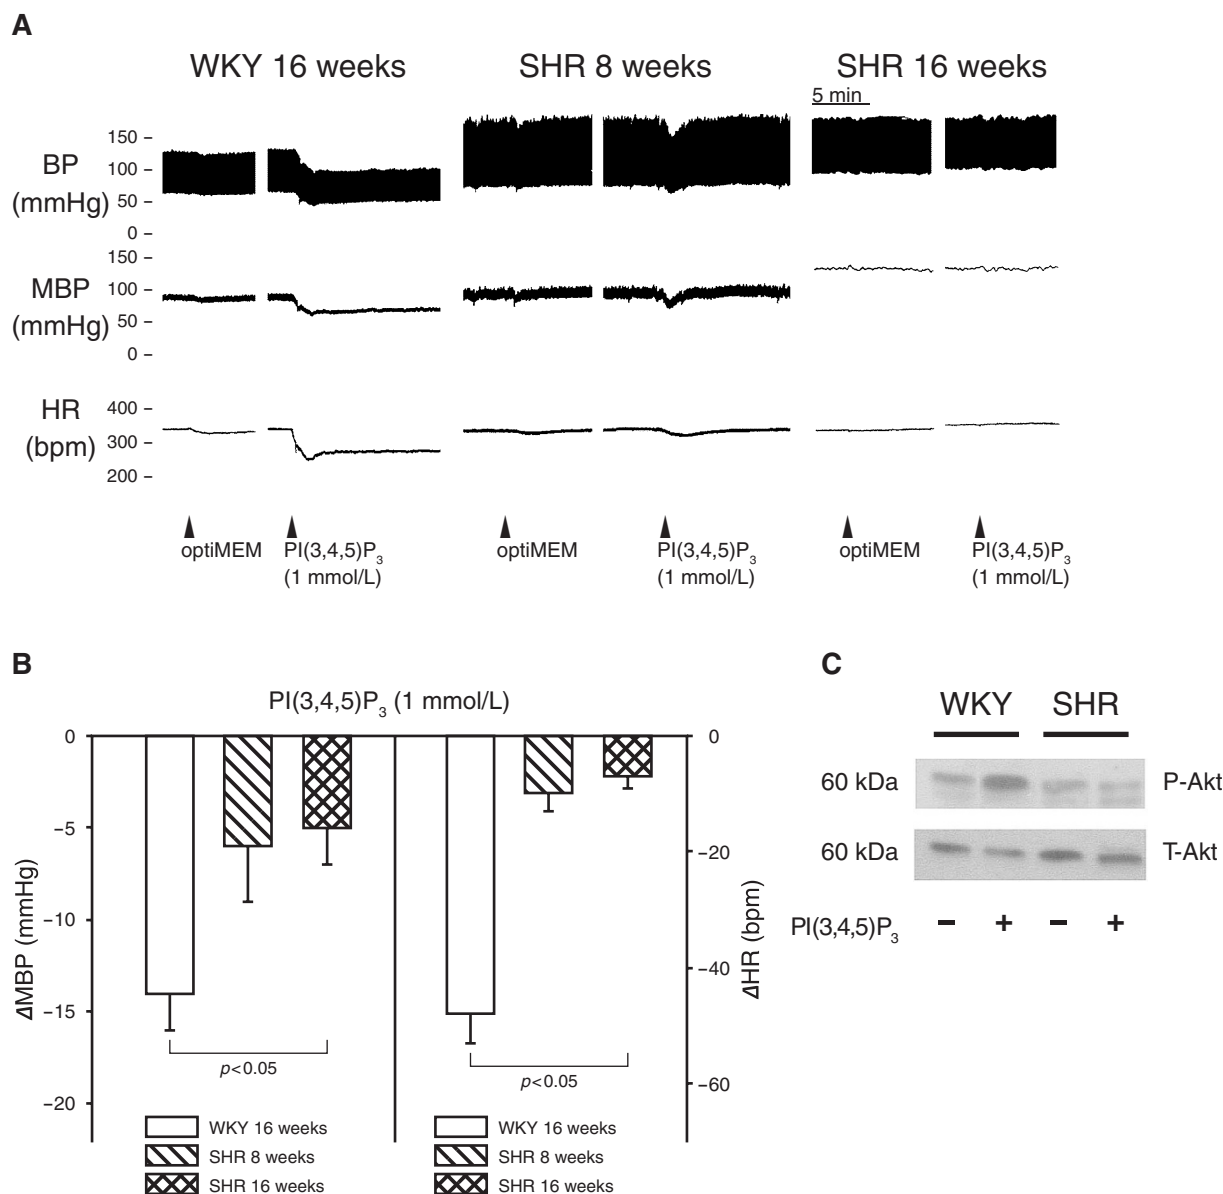 A
WKY 16 weeks
SHR 8 weeks
SHR 16 weeks
5 min
BP
(mmHg)
150 –
100 –
50 –
0 –
MBP
(mmHg)
150 –
100 –
50 –
0 –
HR
(bpm)
400 –
300 –
200 –
optiMEM
PI(3,4,5)P3
(1 mmol/L)
optiMEM
PI(3,4,5)P3
(1 mmol/L)
optiMEM
PI(3,4,5)P3
(1 mmol/L)
B
PI(3,4,5)P3 (1 mmol/L)
ΔMBP (mmHg)
0
−5
−10
−15
−20
p<0.05
p<0.05
0
−20
−40
−60
ΔHR (bpm)
WKY 16 weeks
SHR 8 weeks
SHR 16 weeks
WKY 16 weeks
SHR 8 weeks
SHR 16 weeks
C
WKY SHR
60 kDa P-Akt
60 kDa T-Akt
PI(3,4,5)P3 − + − +